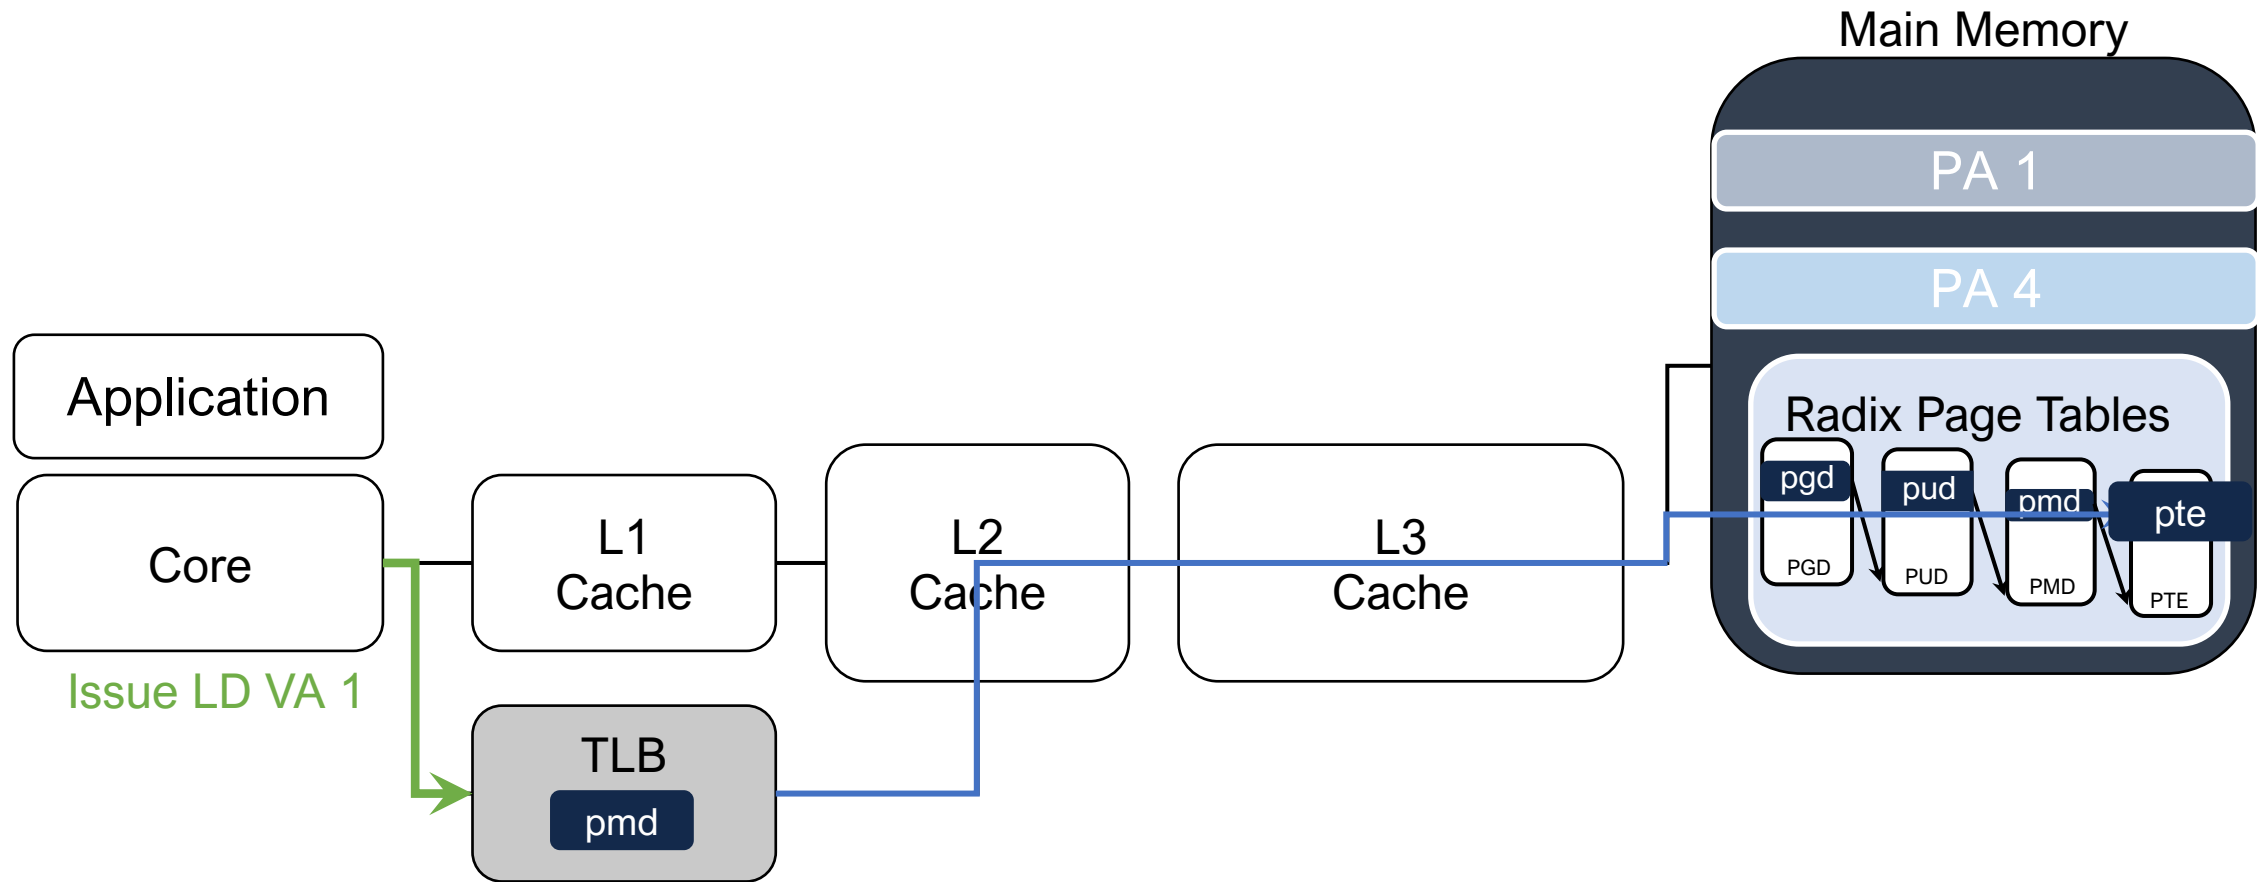 Main Memory
PA 1
PA 4
Application
Radix Page Tables
pgd
pud
pmd
pte
PGD
PUD
PMD
PTE
Core
L1
Cache
L2
Cache
L3
Cache
Issue LD VA 1
TLB
pmd